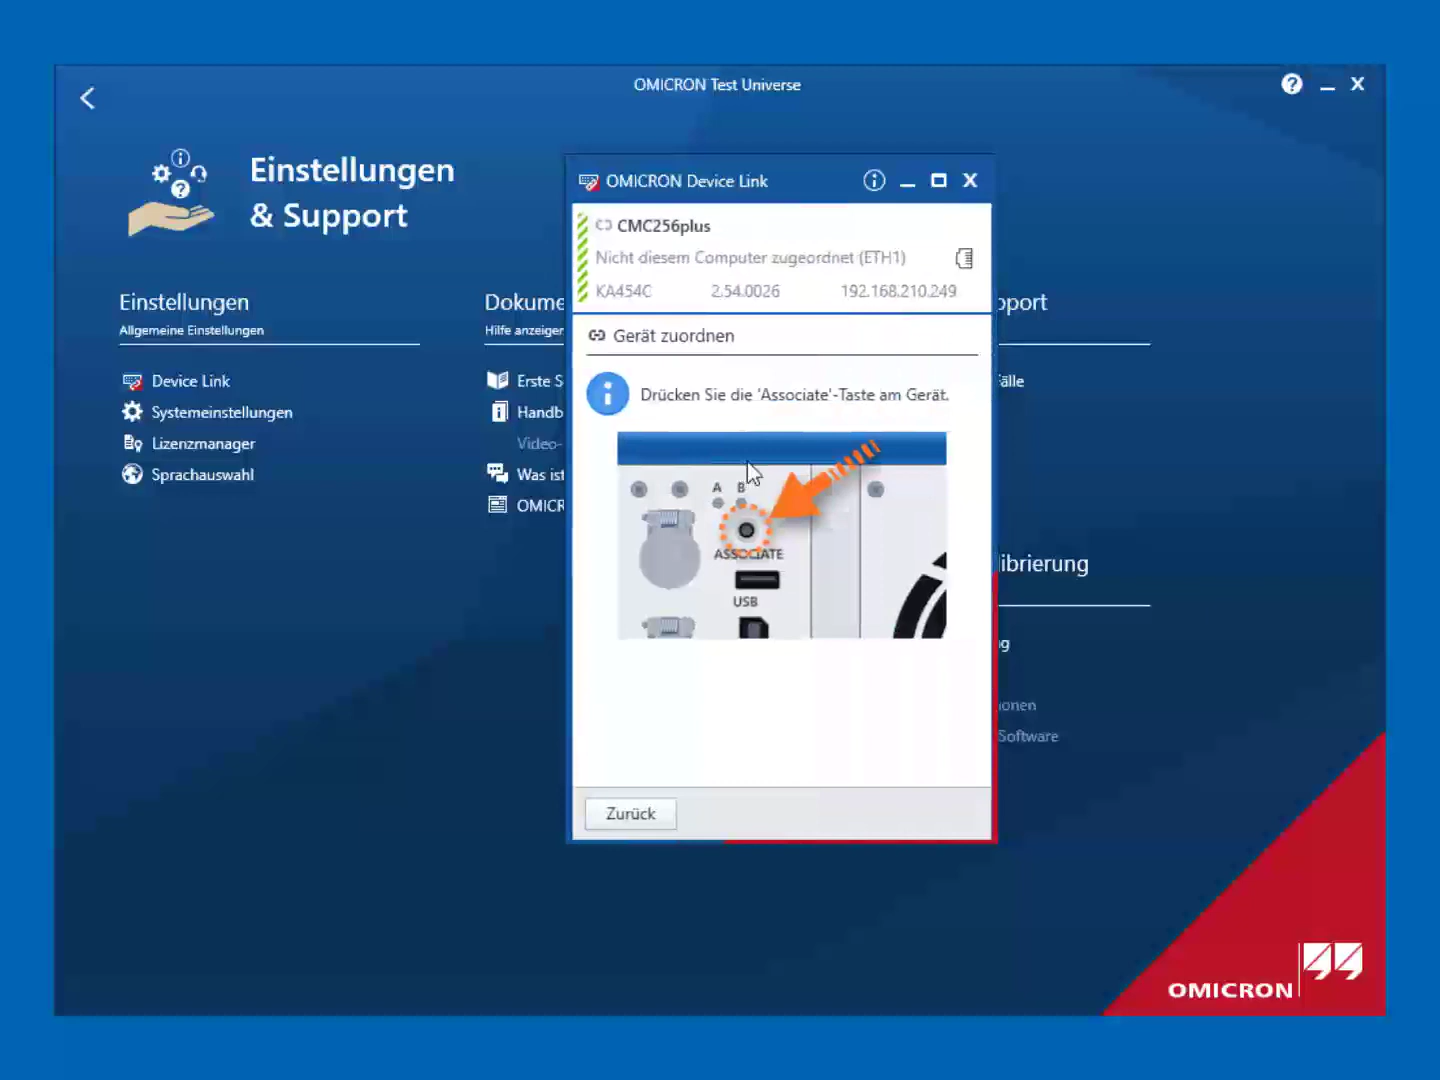 OMICRON Test Universe
Einstellungen
& Support
OMICRON Device Link
CMC256plus
Nicht diesem Computer zugeordnet (ETH1)
KA454C 2.54.0026 192.168.210.249
Gerät zuordnen
Drücken Sie die 'Associate'-Taste am Gerät.
A B
ASSOCIATE
USB
Zurück
Einstellungen
Allgemeine Einstellungen
Device Link
Systemeinstellungen
Lizenzmanager
Sprachauswahl
Dokume
Hilfe anzeigen
Erste S
Handb
Video-
Was ist
OMICR
pport
älle
librierung
g
ionen
Software
OMICRON